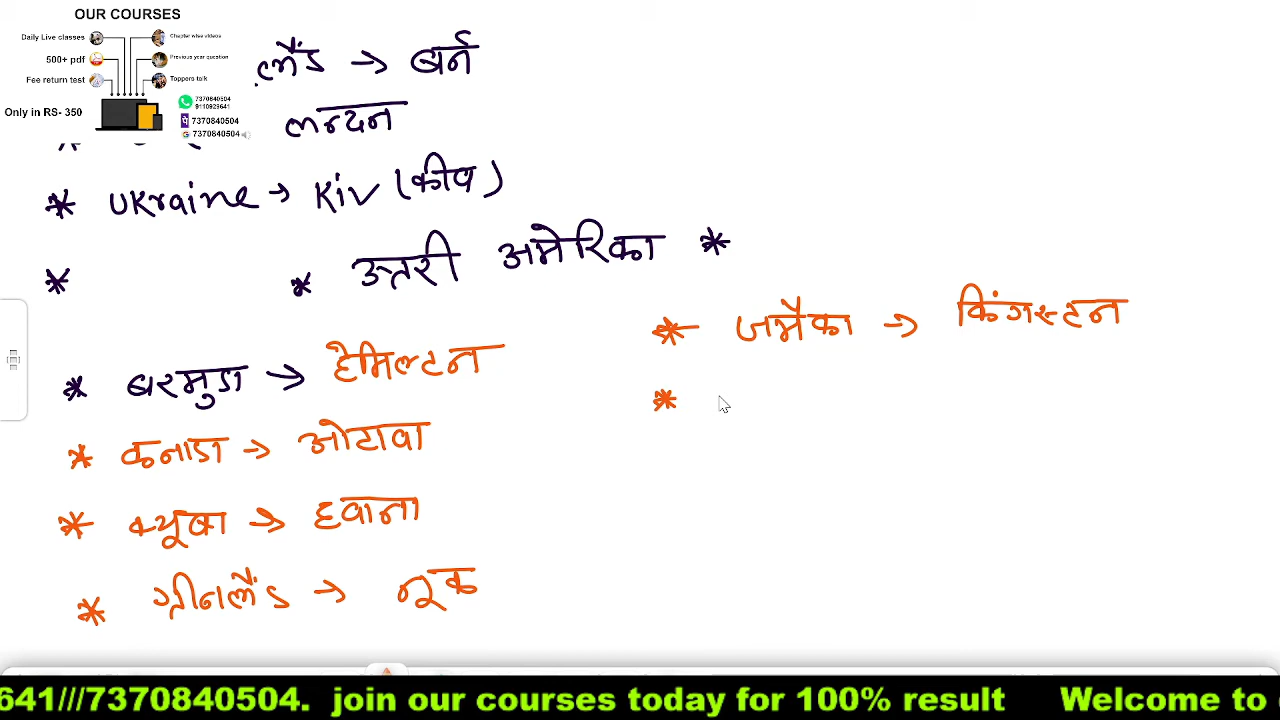 OUR COURSES
Daily Live classes
Chapter wise videos
500+ pdf
Previous year question
Fee return test
Toppers talk
Only in RS- 350
7370840504
9110929641
7370840504
7370840504
लैंड → बर्न
लन्दन
* Ukraine → Kiv (कीव)
* * उत्तरी अमेरिका *
* बरमुडा → हैमिल्टन
* कनाडा → ओटावा
* क्यूबा → हवाना
* ग्रीनलैंड → नूक
* जमैका → किंगस्टन
*
641///7370840504. join our courses today for 100% result Welcome to